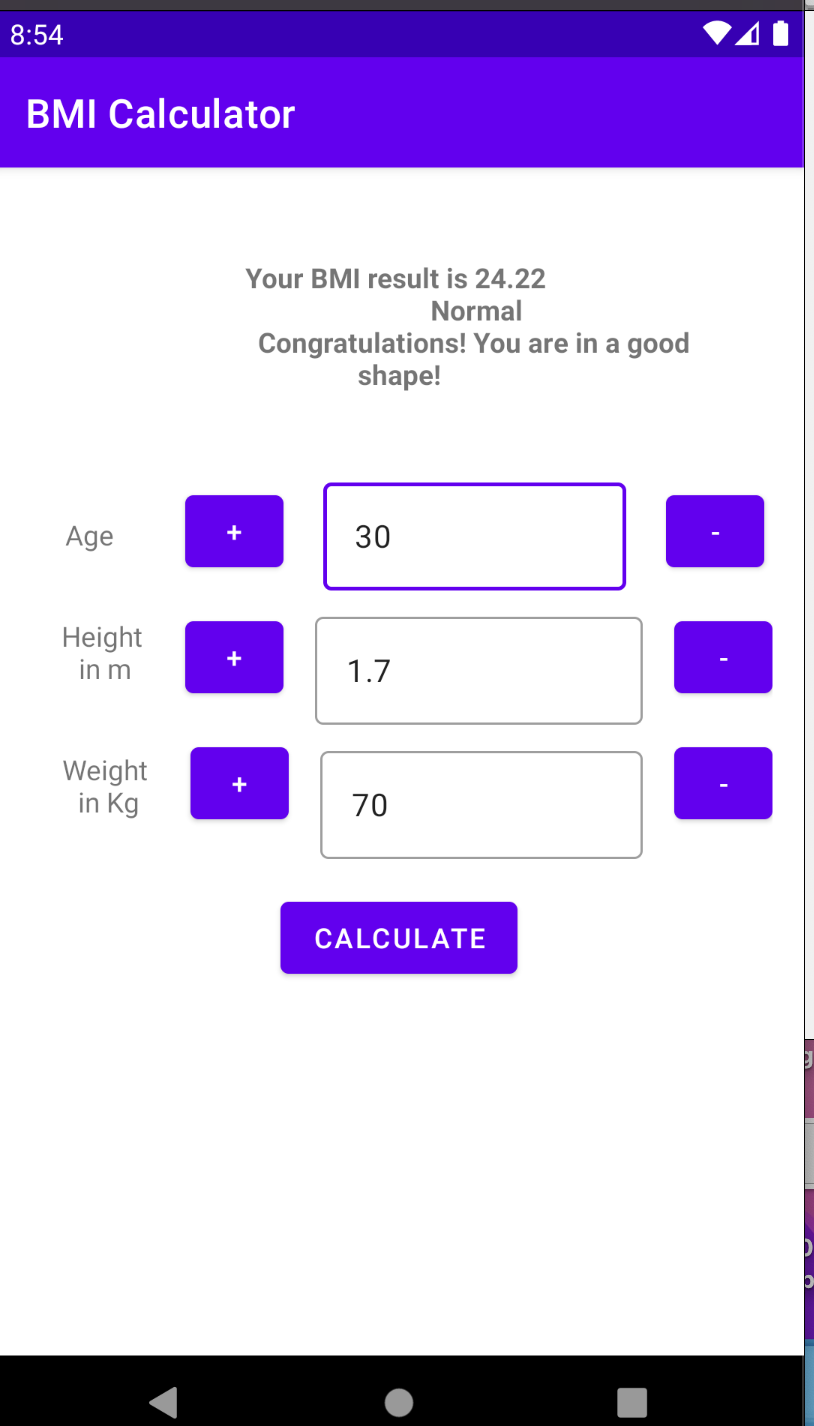 8:54
BMI Calculator
Your BMI result is 24.22
Normal
Congratulations! You are in a good
shape!
Age
+
30
-
Height
in m
+
1.7
-
Weight
in Kg
+
70
-
CALCULATE